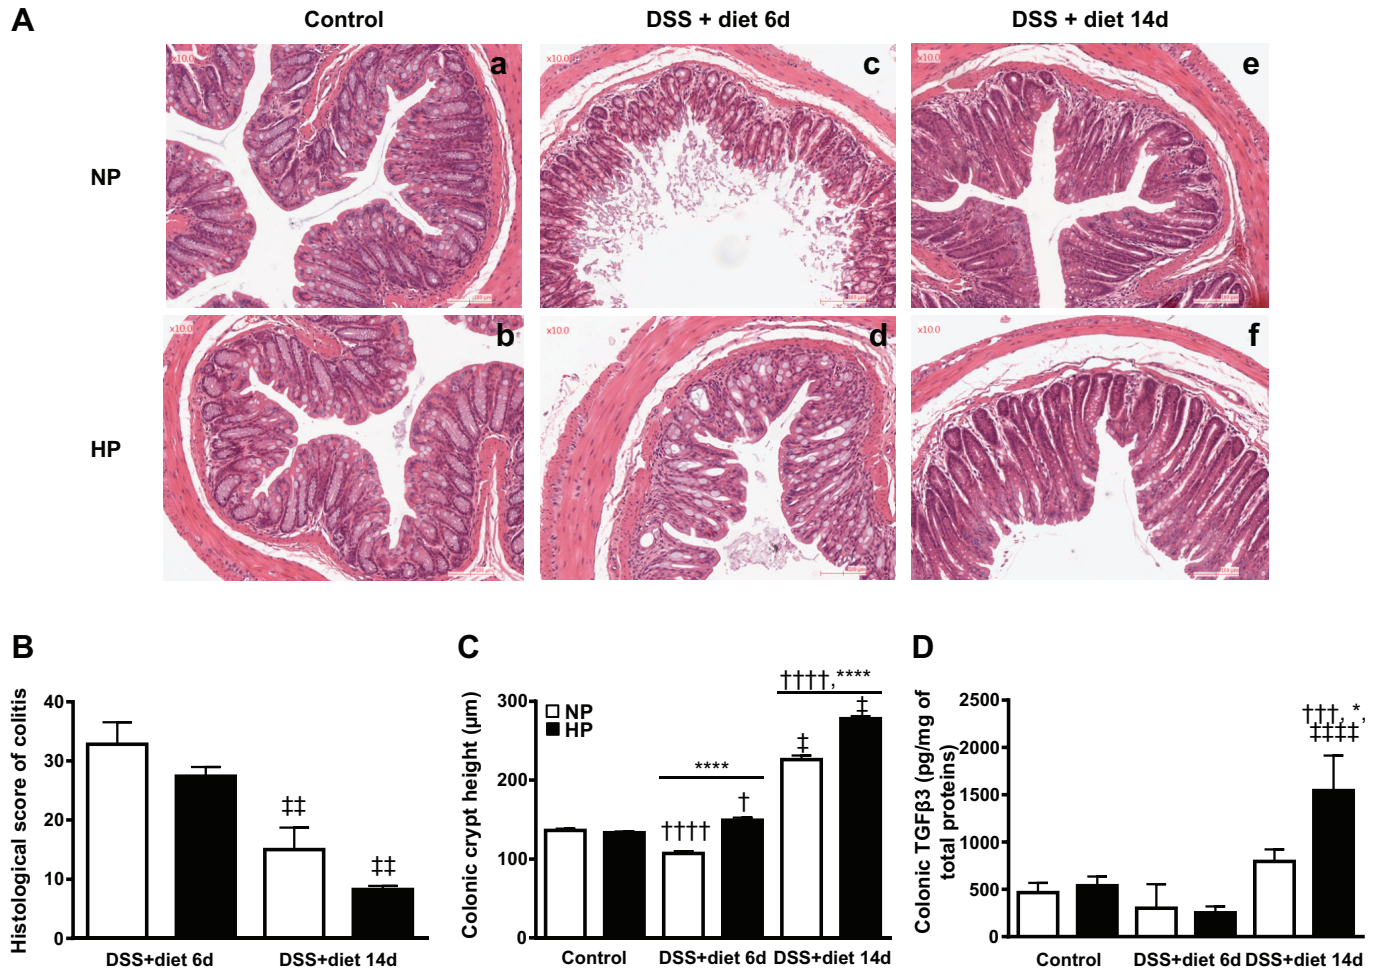 A
Control
DSS + diet 6d
DSS + diet 14d
NP
x10.0
a
x10.0
c
x10.0
e
HP
x10.0
b
x10.0
d
x10.0
f
B
Histological score of colitis
40
30
20
10
0
‡‡
‡‡
DSS+diet 6d
DSS+diet 14d
C
Colonic crypt height (µm)
300
200
100
0
NP
HP
††††
****
†
††††,****
‡
‡
Control
DSS+diet 6d
DSS+diet 14d
D
Colonic TGFβ3 (pg/mg of
total proteins)
2500
2000
1500
1000
500
0
†††, *,
‡‡‡‡
Control
DSS+diet 6d
DSS+diet 14d